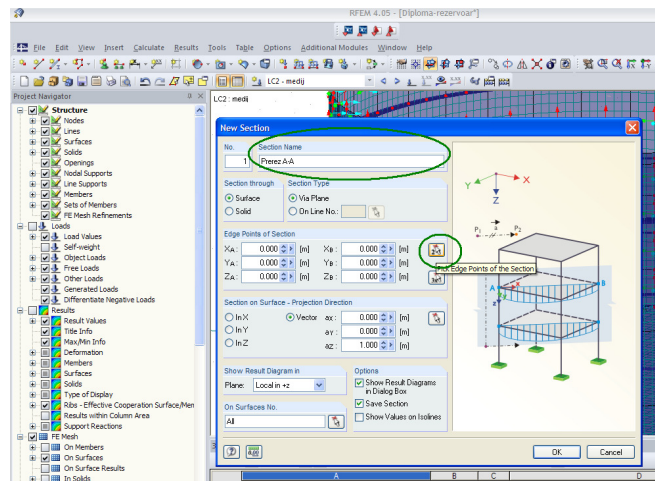 RFEM 4.05 - [Diploma-rezervoar*]
File Edit View Insert Calculate Results Tools Table Options Additional Modules Window Help
LC2 - medij
Project Navigator
Structure
Nodes
Lines
Surfaces
Solids
Openings
Nodal Supports
Line Supports
Members
Sets of Members
FE Mesh Refinements
Loads
Load Values
Self-weight
Object Loads
Free Loads
Other Loads
Generated Loads
Differentiate Negative Loads
Results
Result Values
Title Info
Max/Min Info
Deformation
Members
Surfaces
Solids
Type of Display
Ribs - Effective Cooperation Surface/Mem
Results within Column Area
Support Reactions
FE Mesh
On Members
On Surfaces
On Surface Results
In Solids
LC2 : medij
New Section
No. Section Name
1 Prerez A-A
Section through Section Type
Surface Via Plane
Solid On Line No.:
Edge Points of Section
XA: 0.000 [m] XB: 0.000 [m]
YA: 0.000 [m] YB: 0.000 [m]
ZA: 0.000 [m] ZB: 0.000 [m]
Pick Edge Points of the Section
Section on Surface - Projection Direction
In X Vector ax: 0.000 [m]
In Y ay: 0.000 [m]
In Z az: 1.000 [m]
Show Result Diagram in
Plane: Local in +z
On Surfaces No.
All
Options
Show Result Diagrams in Dialog Box
Save Section
Show Values on Isolines
Y X
Z
P1 a P2
A x B
z
OK Cancel
A B C D